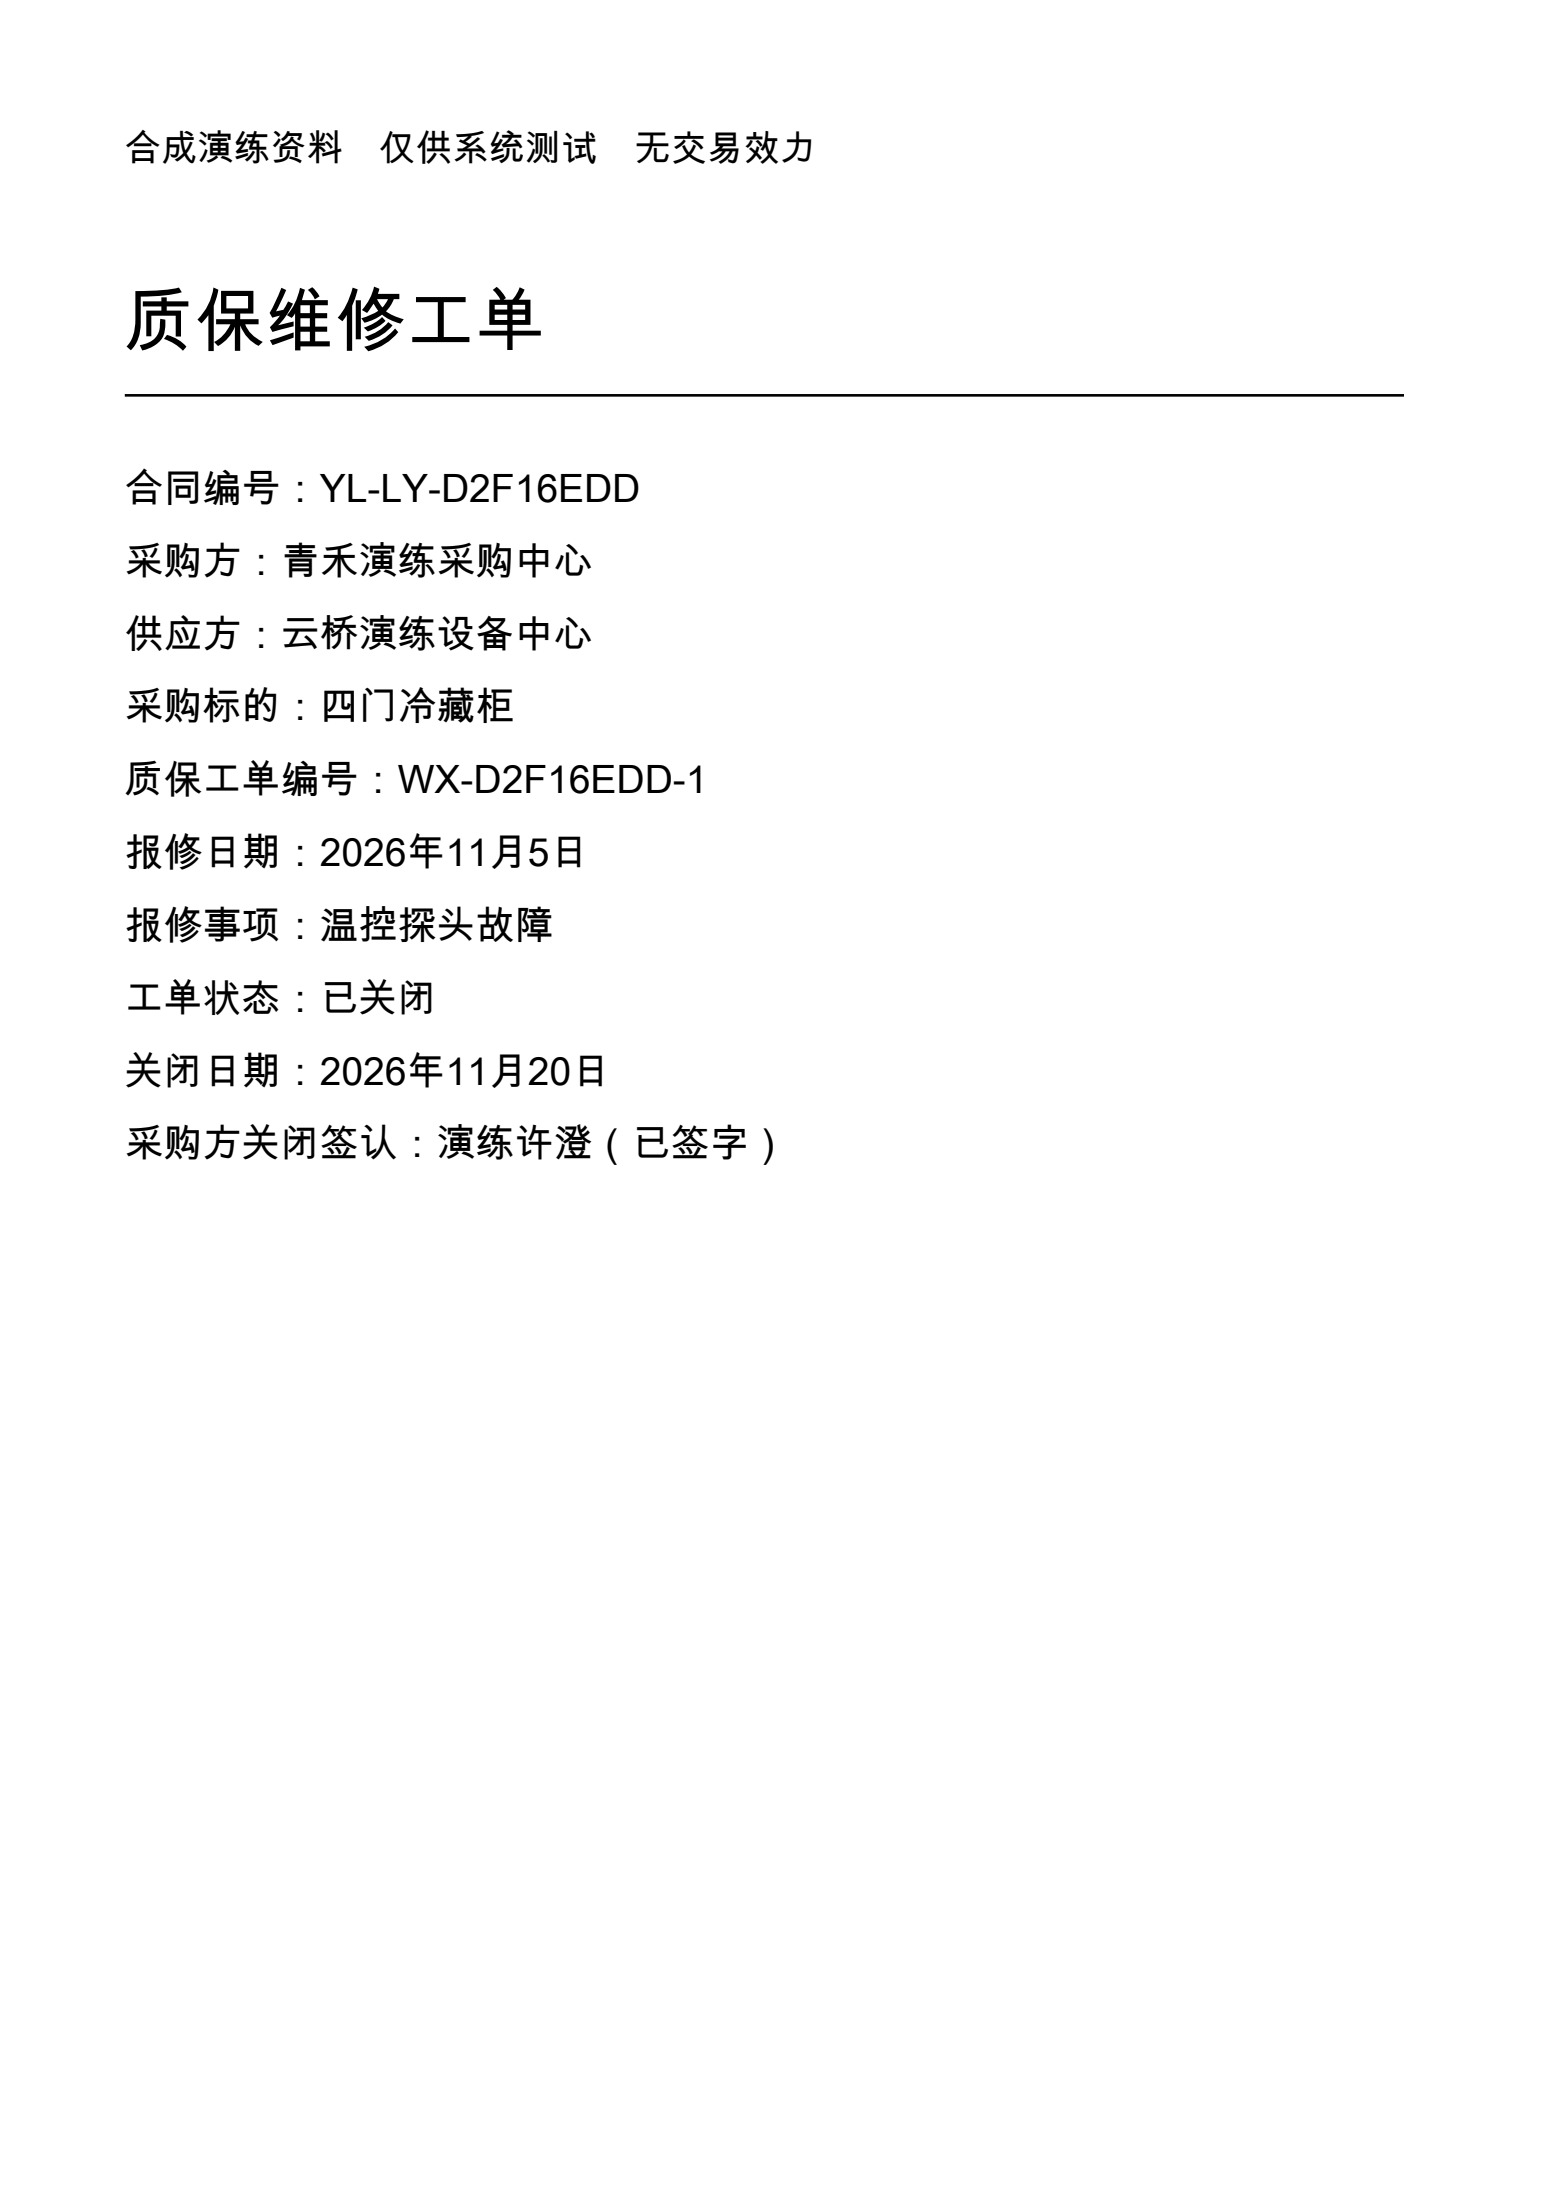 合成演练资料　仅供系统测试　无交易效力
质保维修工单
合同编号：YL-LY-D2F16EDD
采购方：青禾演练采购中心
供应方：云桥演练设备中心
采购标的：四门冷藏柜
质保工单编号：WX-D2F16EDD-1
报修日期：2026年11月5日
报修事项：温控探头故障
工单状态：已关闭
关闭日期：2026年11月20日
采购方关闭签认：演练许澄（已签字）